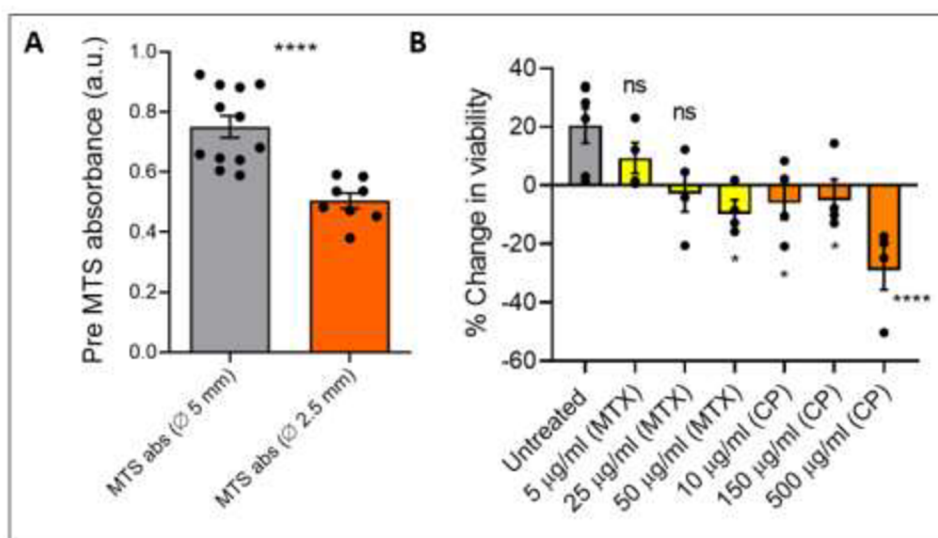 A
****
Pre MTS absorbance (a.u.)
1.0
0.8
0.6
0.4
0.2
0.0
MTS abs (∅ 5 mm)
MTS abs (∅ 2.5 mm)
B
% Change in viability
40
20
0
-20
-40
-60
ns
ns
*
*
*
****
Untreated
5 µg/ml (MTX)
25 µg/ml (MTX)
50 µg/ml (MTX)
10 µg/ml (CP)
150 µg/ml (CP)
500 µg/ml (CP)